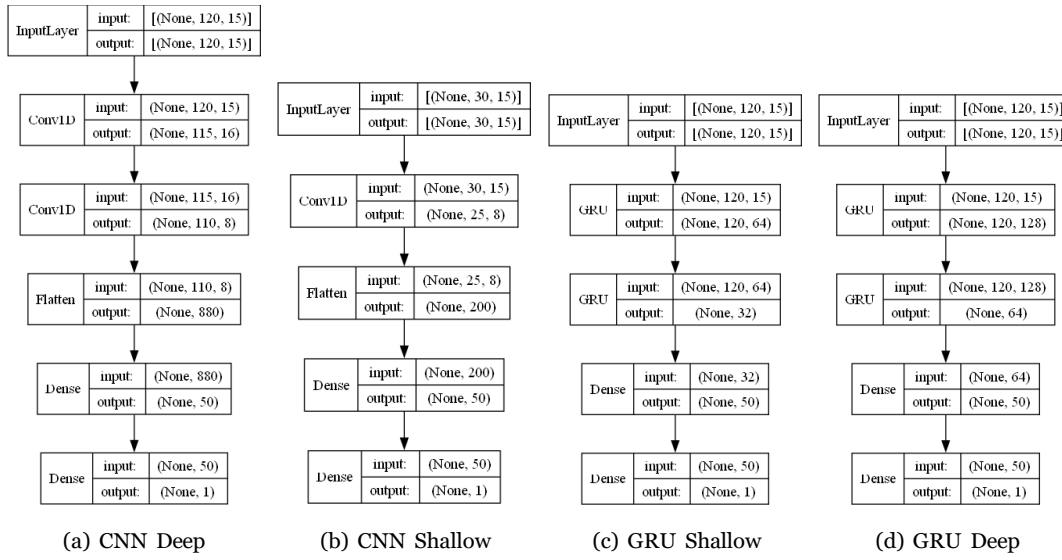 InputLayer
input: [(None, 120, 15)]
output: [(None, 120, 15)]
Conv1D
input: (None, 120, 15)
output: (None, 115, 16)
Conv1D
input: (None, 115, 16)
output: (None, 110, 8)
Flatten
input: (None, 110, 8)
output: (None, 880)
Dense
input: (None, 880)
output: (None, 50)
Dense
input: (None, 50)
output: (None, 1)
(a) CNN Deep
InputLayer
input: [(None, 30, 15)]
output: [(None, 30, 15)]
Conv1D
input: (None, 30, 15)
output: (None, 25, 8)
Flatten
input: (None, 25, 8)
output: (None, 200)
Dense
input: (None, 200)
output: (None, 50)
Dense
input: (None, 50)
output: (None, 1)
(b) CNN Shallow
InputLayer
input: [(None, 120, 15)]
output: [(None, 120, 15)]
GRU
input: (None, 120, 15)
output: (None, 120, 64)
GRU
input: (None, 120, 64)
output: (None, 32)
Dense
input: (None, 32)
output: (None, 50)
Dense
input: (None, 50)
output: (None, 1)
(c) GRU Shallow
InputLayer
input: [(None, 120, 15)]
output: [(None, 120, 15)]
GRU
input: (None, 120, 15)
output: (None, 120, 128)
GRU
input: (None, 120, 128)
output: (None, 64)
Dense
input: (None, 64)
output: (None, 50)
Dense
input: (None, 50)
output: (None, 1)
(d) GRU Deep